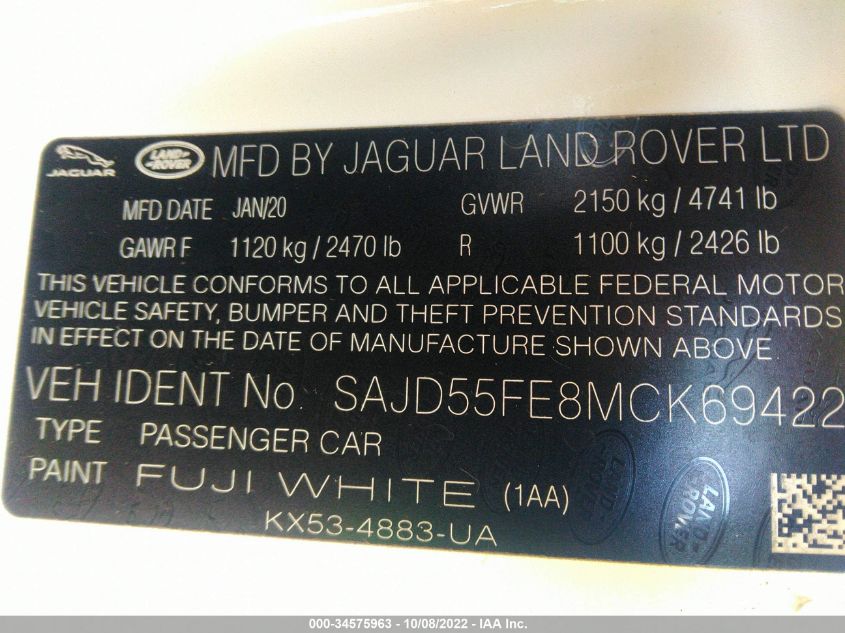 JAGUAR LAND ROVER MFD BY JAGUAR LAND ROVER LTD
MFD DATE JAN/20 GVWR 2150 kg / 4741 lb
GAWR F 1120 kg / 2470 lb R 1100 kg / 2426 lb
THIS VEHICLE CONFORMS TO ALL APPLICABLE FEDERAL MOTOR
VEHICLE SAFETY, BUMPER AND THEFT PREVENTION STANDARDS
IN EFFECT ON THE DATE OF MANUFACTURE SHOWN ABOVE.
VEH IDENT No. SAJD55FE8MCK69422
TYPE PASSENGER CAR
PAINT FUJI WHITE (1AA)
KX53-4883-UA
LAND ROVER
LAND ROVER
000-34575963 - 10/08/2022 - IAA Inc.